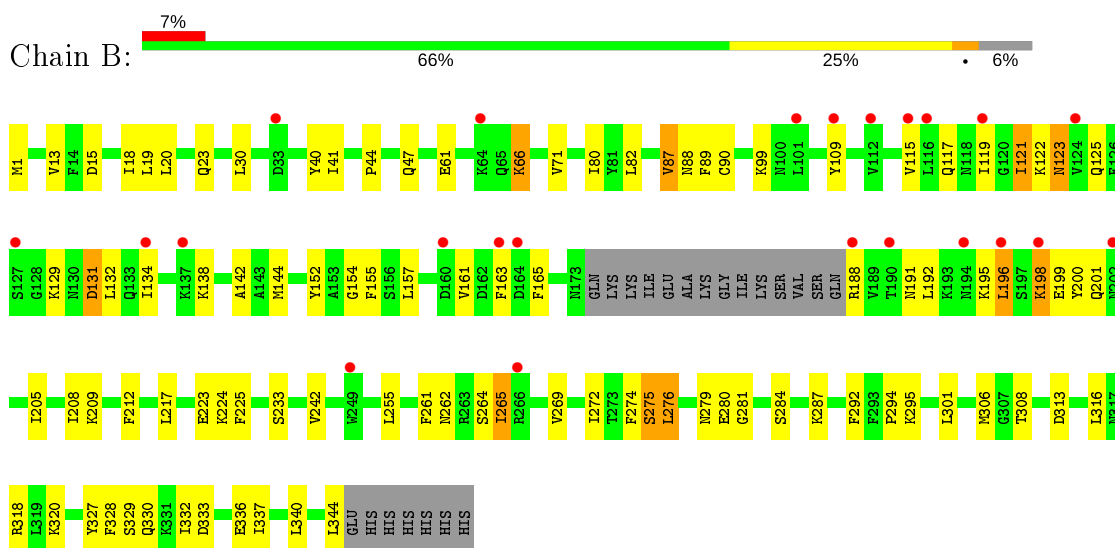 7%
Chain B:
66% 25% • 6%
M1 V13 F14 D15 I18 L19 L20 Q23 L30 D33 Y40 I41 P44 Q47 E61 K64 Q65 K66 V71 I80 Y81 L82 V87 N88 F89 C90 K99 N100 L101 Y109 V112 V115 L116 Q117 N118 I119 G120 I121 K122 N123 V124 Q125 E126
S127 G128 K129 N130 D131 L132 Q133 I134 K137 K138 A142 A143 M144 Y152 A153 G154 F155 S156 L157 D160 V161 D162 F163 D164 F165 N173 GLN LYS LYS ILE GLU ALA LYS GLY ILE LYS SER VAL SER GLN R188 V189 T190 N191 L192 K193 N194 K195 L196 S197 K198 E199 Y200 Q201 N202
I205 I208 K209 F212 L217 E223 K224 F225 S233 V242 W249 L255 F261 N262 R263 S264 I265 R266 V269 I272 T273 F274 S275 L276 N279 E280 G281 S284 K287 F292 F293 P294 K295 L301 M306 G307 T308 D313 L316 N317
R318 L319 K320 Y327 F328 S329 Q330 K331 I332 D333 E336 I337 L340 L344 GLU HIS HIS HIS HIS HIS HIS